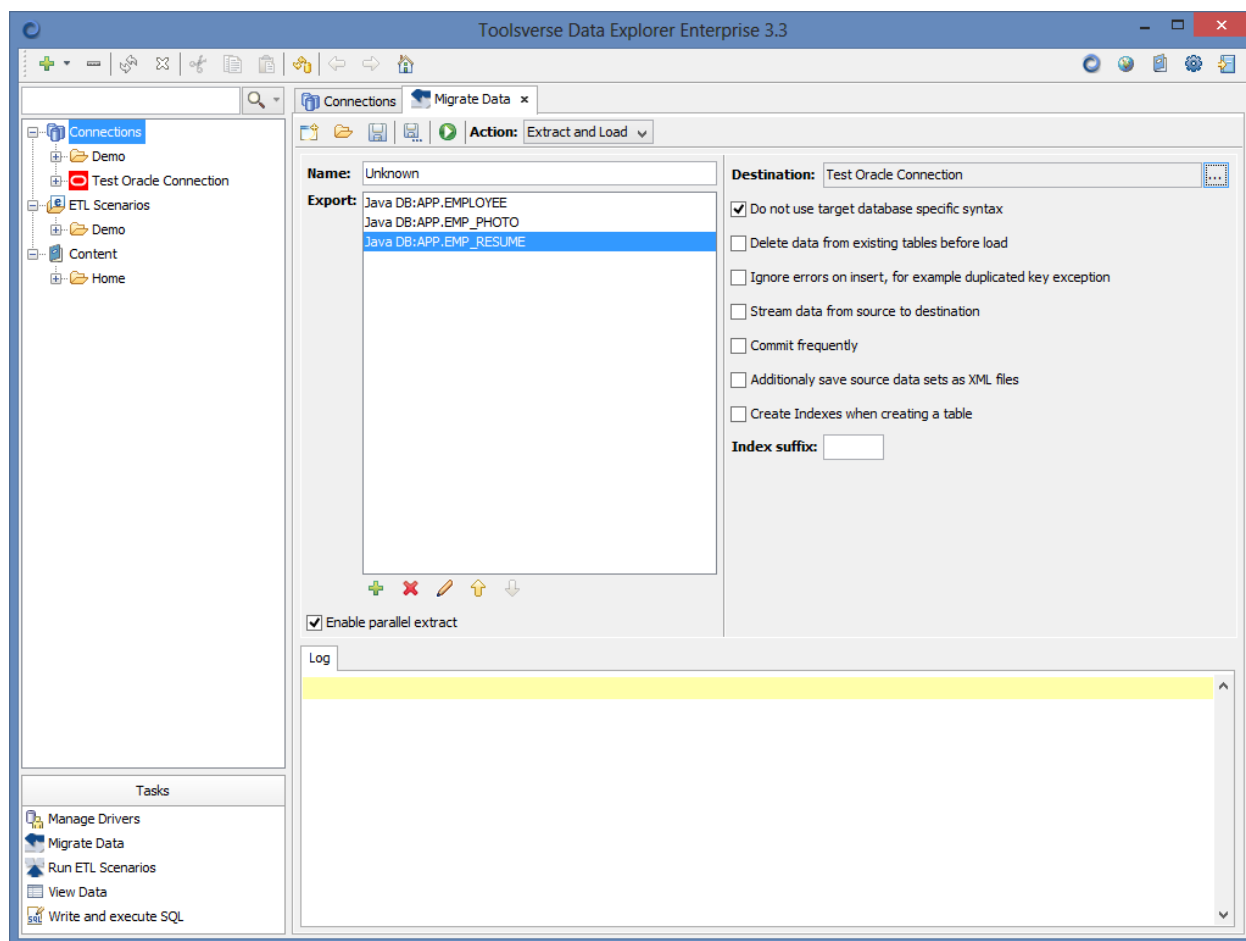 Toolsverse Data Explorer Enterprise 3.3
Connections
Demo
Test Oracle Connection
ETL Scenarios
Demo
Content
Home
Tasks
Manage Drivers
Migrate Data
Run ETL Scenarios
View Data
SQL Write and execute SQL
Connections Migrate Data
Action: Extract and Load
Name: Unknown
Export: Java DB:APP.EMPLOYEE
Java DB:APP.EMP_PHOTO
Java DB:APP.EMP_RESUME
Enable parallel extract
Destination: Test Oracle Connection ...
Do not use target database specific syntax
Delete data from existing tables before load
Ignore errors on insert, for example duplicated key exception
Stream data from source to destination
Commit frequently
Additionaly save source data sets as XML files
Create Indexes when creating a table
Index suffix:
Log